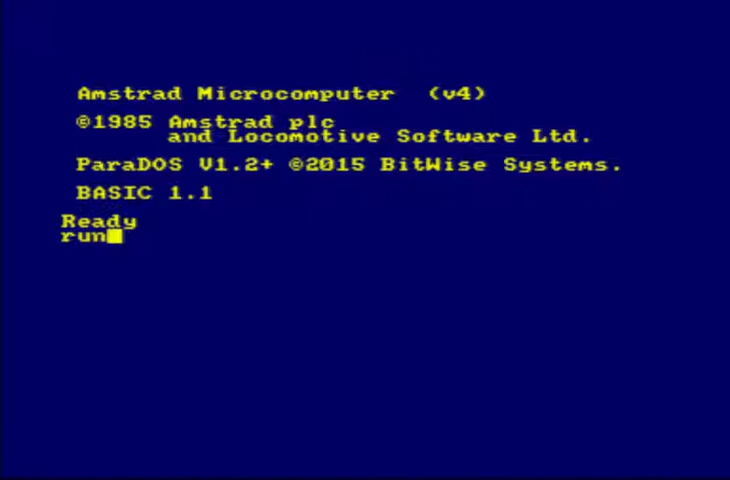 Amstrad Microcomputer (v4)
©1985 Amstrad plc
and Locomotive Software Ltd.
ParaDOS V1.2+ ©2015 BitWise Systems.
BASIC 1.1
Ready
run